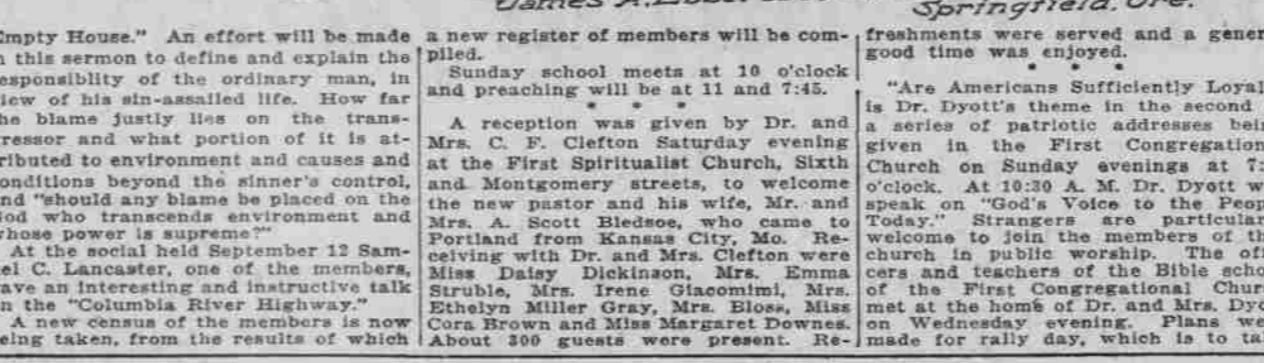 Springfield, Ore.
Empty House." An effort will be made
this sermon to define and explain the
responsiblity of the ordinary man, in
view of his sin-assailed life. How far
the blame justly lies on the trans-
gressor and what portion of it is at-
tributed to environment and causes and
conditions beyond the sinner's control,
and "should any blame be placed on the
God who transcends environment and
whose power is supreme?"
At the social held September 12 Sam-
uel C. Lancaster, one of the members,
gave an interesting and instructive talk
on the "Columbia River Highway."
A new census of the members is now
being taken, from the results of which
a new register of members will be com-
piled.
Sunday school meets at 10 o'clock
and preaching will be at 11 and 7:45.
* * *
A reception was given by Dr. and
Mrs. C. F. Clefton Saturday evening
at the First Spiritualist Church, Sixth
and Montgomery streets, to welcome
the new pastor and his wife, Mr. and
Mrs. A. Scott Bledsoe, who came to
Portland from Kansas City, Mo. Re-
ceiving with Dr. and Mrs. Clefton were
Miss Daisy Dickinson, Mrs. Emma
Struble, Mrs. Irene Giacomimi, Mrs.
Ethelyn Miller Gray, Mrs. Bloss, Miss
Cora Brown and Miss Margaret Downes.
About 300 guests were present. Re-
freshments were served and a gener
good time was enjoyed.
* * *
"Are Americans Sufficiently Loyal
is Dr. Dyott's theme in the second
a series of patriotic addresses bein
given in the First Congregation
Church on Sunday evenings at 7:
o'clock. At 10:30 A. M. Dr. Dyott w
speak on "God's Voice to the Peop
Today." Strangers are particular
welcome to join the members of th
church in public worship. The offi
cers and teachers of the Bible scho
of the First Congregational Churc
met at the home of Dr. and Mrs. Dyo
on Wednesday evening. Plans we
made for rally day, which is to ta